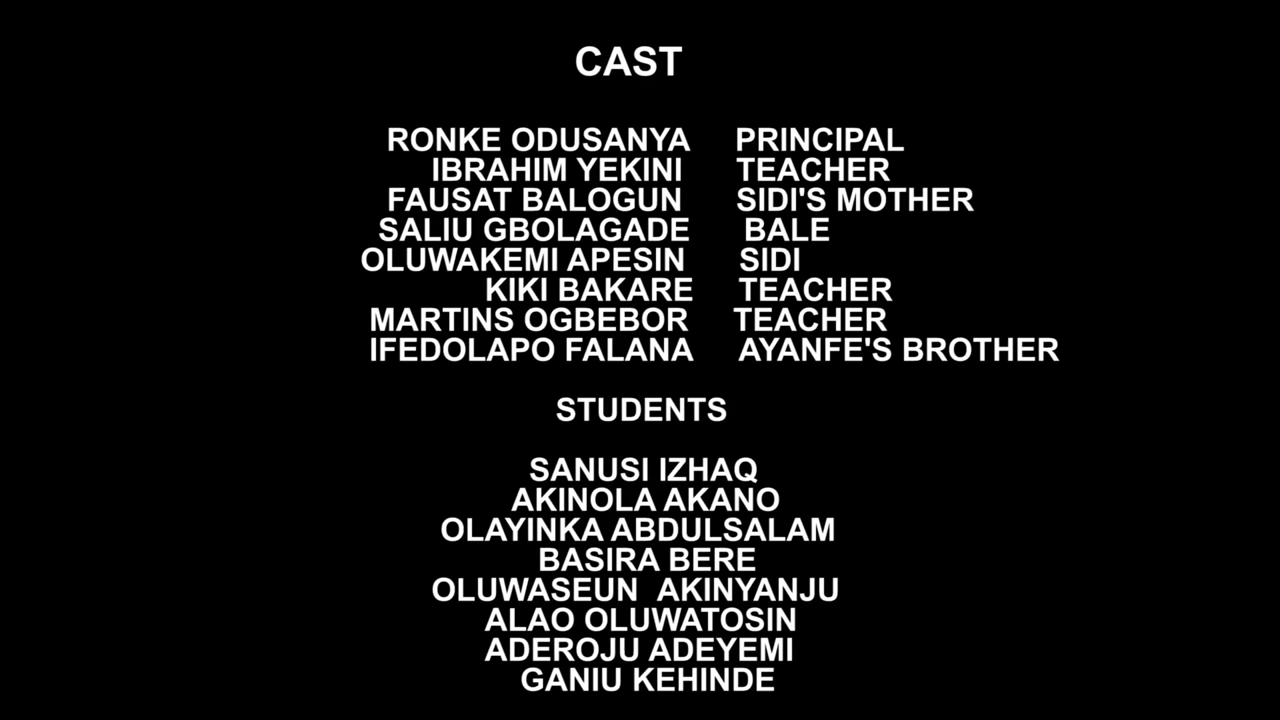 CAST
RONKE ODUSANYA PRINCIPAL
IBRAHIM YEKINI TEACHER
FAUSAT BALOGUN SIDI'S MOTHER
SALIU GBOLAGADE BALE
OLUWAKEMI APESIN SIDI
KIKI BAKARE TEACHER
MARTINS OGBEBOR TEACHER
IFEDOLAPO FALANA AYANFE'S BROTHER
STUDENTS
SANUSI IZHAQ
AKINOLA AKANO
OLAYINKA ABDULSALAM
BASIRA BERE
OLUWASEUN AKINYANJU
ALAO OLUWATOSIN
ADEROJU ADEYEMI
GANIU KEHINDE